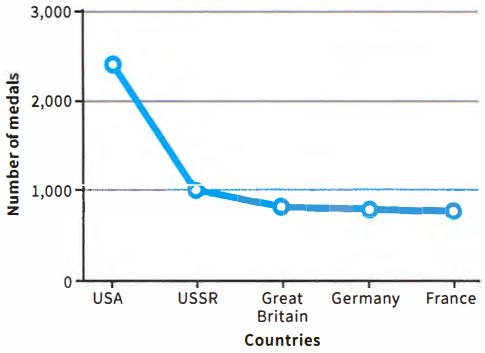 3,000
2,000
1,000
0
Number of medals
USA
USSR
Great
Britain
Germany
France
Countries